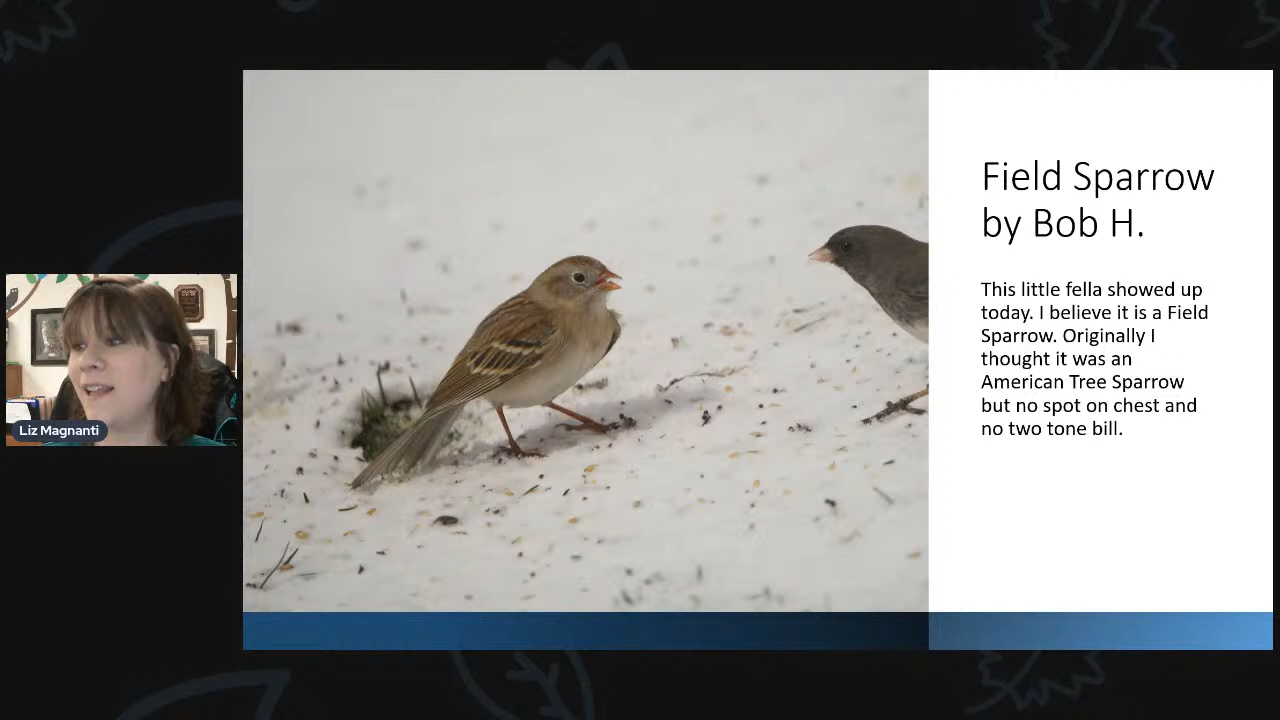 Field Sparrow
by Bob H.
This little fella showed up
today. I believe it is a Field
Sparrow. Originally I
thought it was an
American Tree Sparrow
but no spot on chest and
no two tone bill.
Liz Magnanti